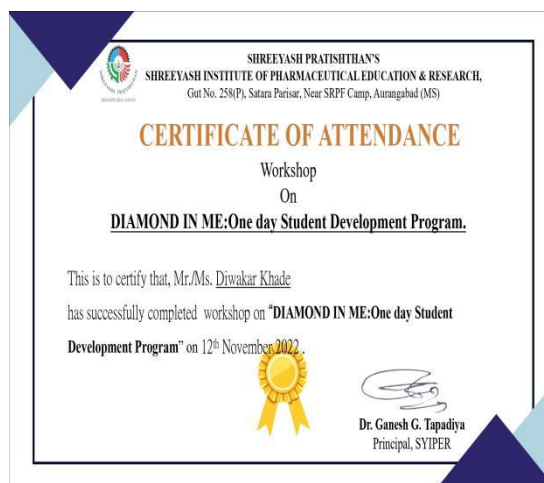 SHREEYASH PRATISHTHAN'S
SHREEYASH INSTITUTE OF PHARMACEUTICAL EDUCATION & RESEARCH,
Gut No. 258(P), Satara Parisar, Near SRPF Camp, Aurangabad (MS)
CERTIFICATE OF ATTENDANCE
Workshop
On
DIAMOND IN ME:One day Student Development Program.
This is to certify that, Mr./Ms. Diwakar Khade
has successfully completed workshop on "DIAMOND IN ME:One day Student
Development Program" on 12th November 2022 .
Dr. Ganesh G. Tapadiya
Principal, SYIPER